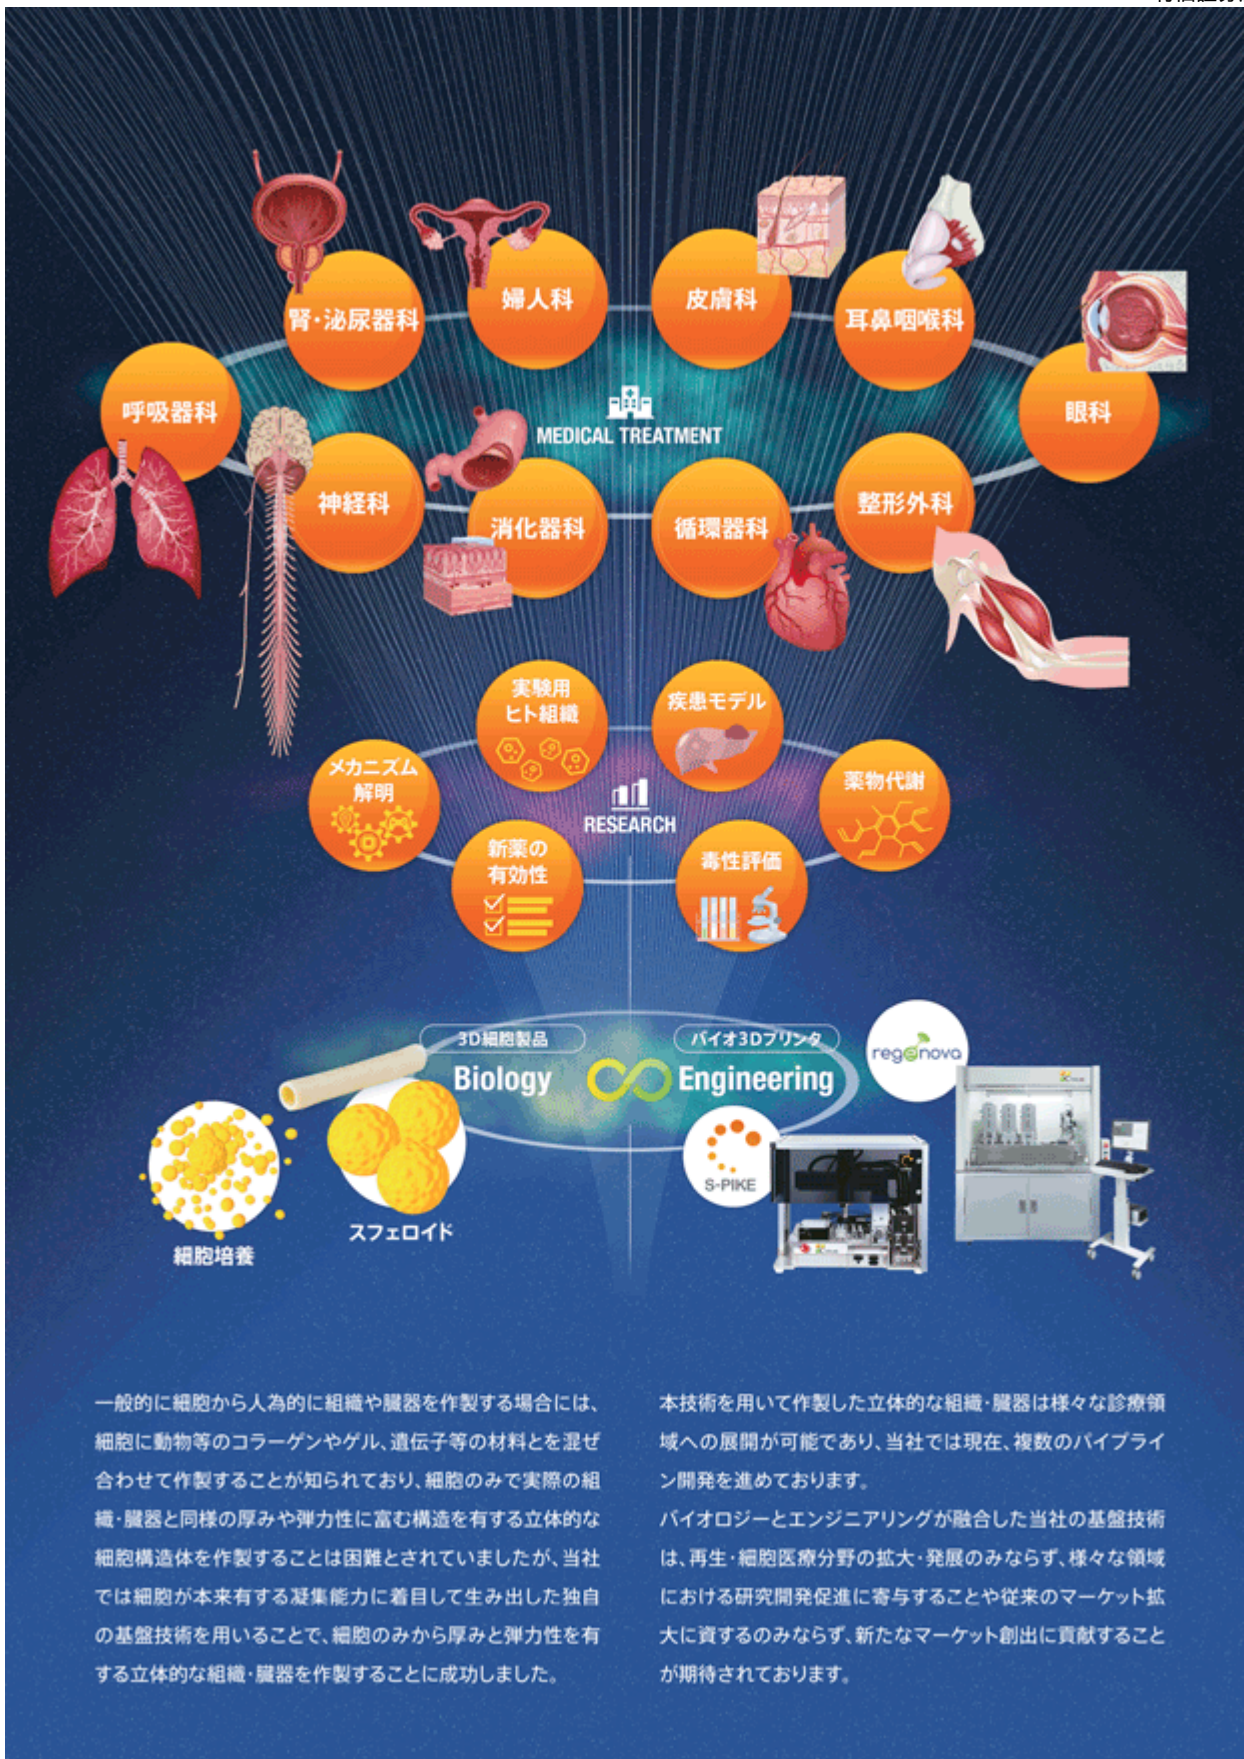 腎・泌尿器科
婦人科
皮膚科
耳鼻咽喉科
呼吸器科
眼科
MEDICAL TREATMENT
神経科
消化器科
循環器科
整形外科
実験用
ヒト組織
疾患モデル
メカニズム
解明
薬物代謝
RESEARCH
新薬の
有効性
毒性評価
3D細胞製品
Biology
バイオ3Dプリンタ
Engineering
regenova
S-PIKE
スフェロイド
細胞培養
一般的に細胞から人為的に組織や臓器を作製する場合には、
細胞に動物等のコラーゲンやゲル、遺伝子等の材料とを混ぜ
合わせて作製することが知られており、細胞のみで実際の組
織・臓器と同様の厚みや弾力性に富む構造を有する立体的な
細胞構造体を作製することは困難とされていましたが、当社
では細胞が本来有する凝集能力に着目して生み出した独自
の基盤技術を用いることで、細胞のみから厚みと弾力性を有
する立体的な組織・臓器を作製することに成功しました。
本技術を用いて作製した立体的な組織・臓器は様々な診療領
域への展開が可能であり、当社では現在、複数のパイプライ
ン開発を進めております。
バイオロジーとエンジニアリングが融合した当社の基盤技術
は、再生・細胞医療分野の拡大・発展のみならず、様々な領域
における研究開発促進に寄与することや従来のマーケット拡
大に資するのみならず、新たなマーケット創出に貢献すること
が期待されております。